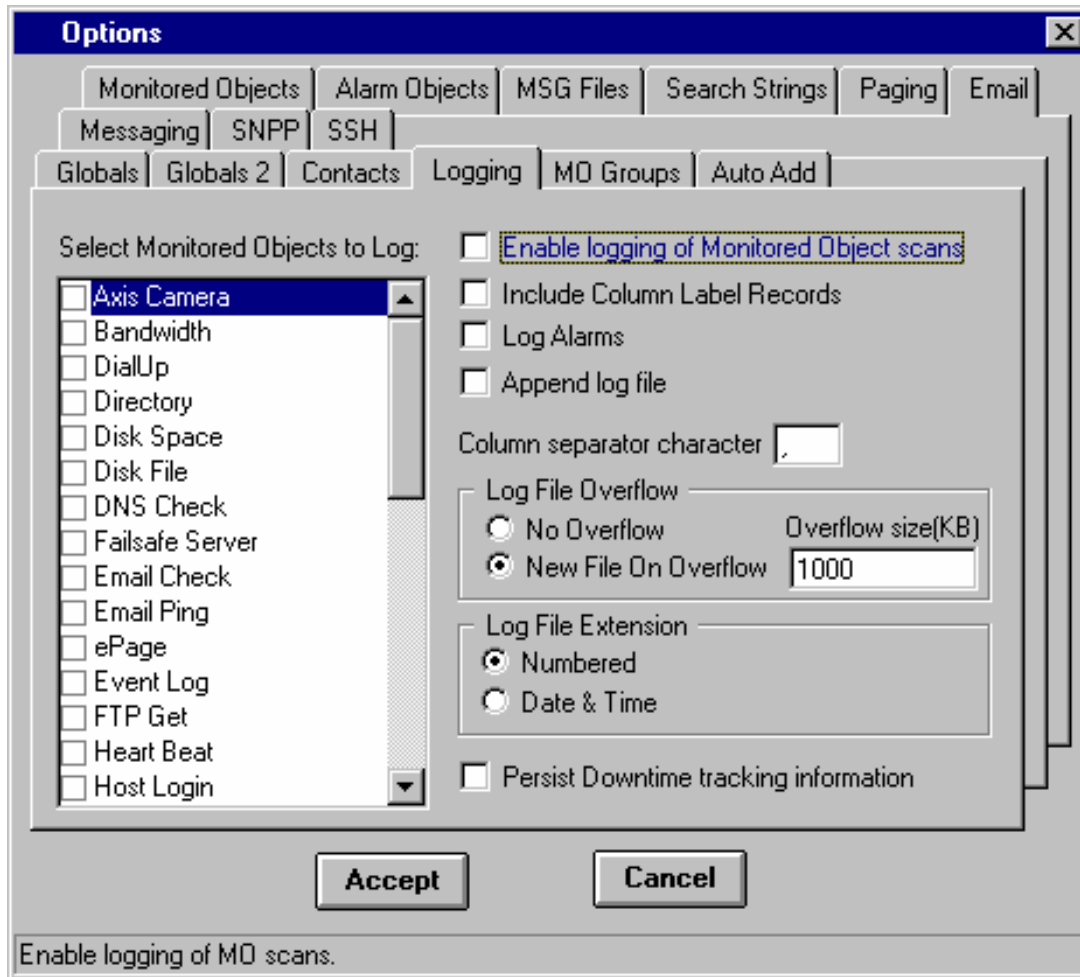 Options
Monitored Objects
Alarm Objects
MSG Files
Search Strings
Paging
Email
Messaging
SNPP
SSH
Globals
Globals 2
Contacts
Logging
MO Groups
Auto Add
Select Monitored Objects to Log:
Axis Camera
Bandwidth
DialUp
Directory
Disk Space
Disk File
DNS Check
Failsafe Server
Email Check
Email Ping
ePage
Event Log
FTP Get
Heart Beat
Host Login
Enable logging of Monitored Object scans
Include Column Label Records
Log Alarms
Append log file
Column separator character ,
Log File Overflow
No Overflow
New File On Overflow
Overflow size(KB)
1000
Log File Extension
Numbered
Date & Time
Persist Downtime tracking information
Accept
Cancel
Enable logging of MO scans.